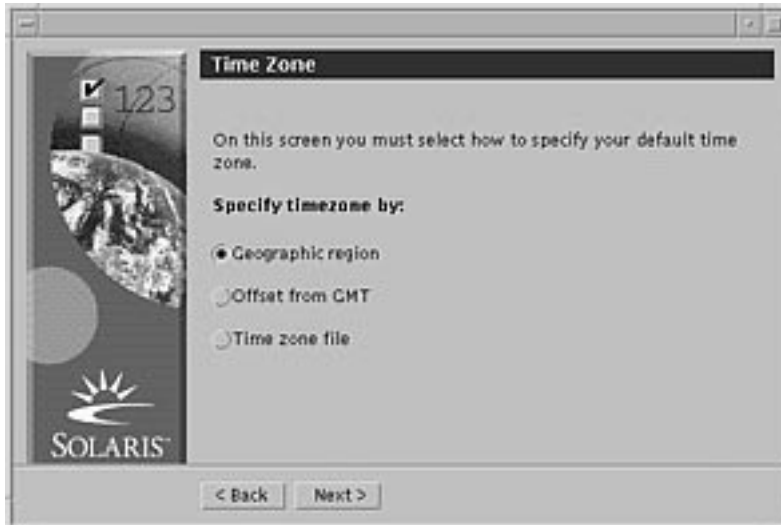 Time Zone
123
On this screen you must select how to specify your default time
zone.
Specify timezone by:
Geographic region
Offset from GMT
Time zone file
SOLARIS™
< Back
Next >